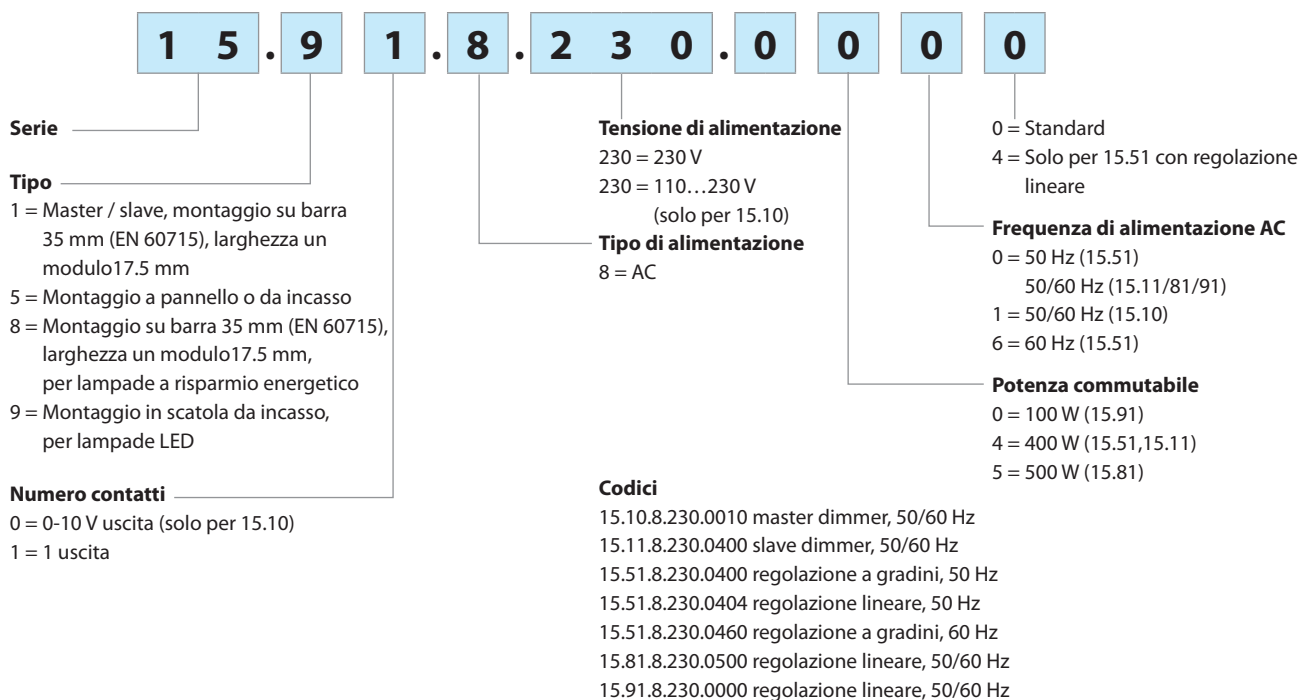 1 5 . 9 1 . 8 . 2 3 0 . 0 0 0 0
Serie
Tipo
1 = Master / slave, montaggio su barra
35 mm (EN 60715), larghezza un
modulo17.5 mm
5 = Montaggio a pannello o da incasso
8 = Montaggio su barra 35 mm (EN 60715),
larghezza un modulo17.5 mm,
per lampade a risparmio energetico
9 = Montaggio in scatola da incasso,
per lampade LED
Numero contatti
0 = 0-10 V uscita (solo per 15.10)
1 = 1 uscita
Tensione di alimentazione
230 = 230 V
230 = 110…230 V
(solo per 15.10)
Tipo di alimentazione
8 = AC
0 = Standard
4 = Solo per 15.51 con regolazione
lineare
Frequenza di alimentazione AC
0 = 50 Hz (15.51)
50/60 Hz (15.11/81/91)
1 = 50/60 Hz (15.10)
6 = 60 Hz (15.51)
Potenza commutabile
0 = 100 W (15.91)
4 = 400 W (15.51,15.11)
5 = 500 W (15.81)
Codici
15.10.8.230.0010 master dimmer, 50/60 Hz
15.11.8.230.0400 slave dimmer, 50/60 Hz
15.51.8.230.0400 regolazione a gradini, 50 Hz
15.51.8.230.0404 regolazione lineare, 50 Hz
15.51.8.230.0460 regolazione a gradini, 60 Hz
15.81.8.230.0500 regolazione lineare, 50/60 Hz
15.91.8.230.0000 regolazione lineare, 50/60 Hz